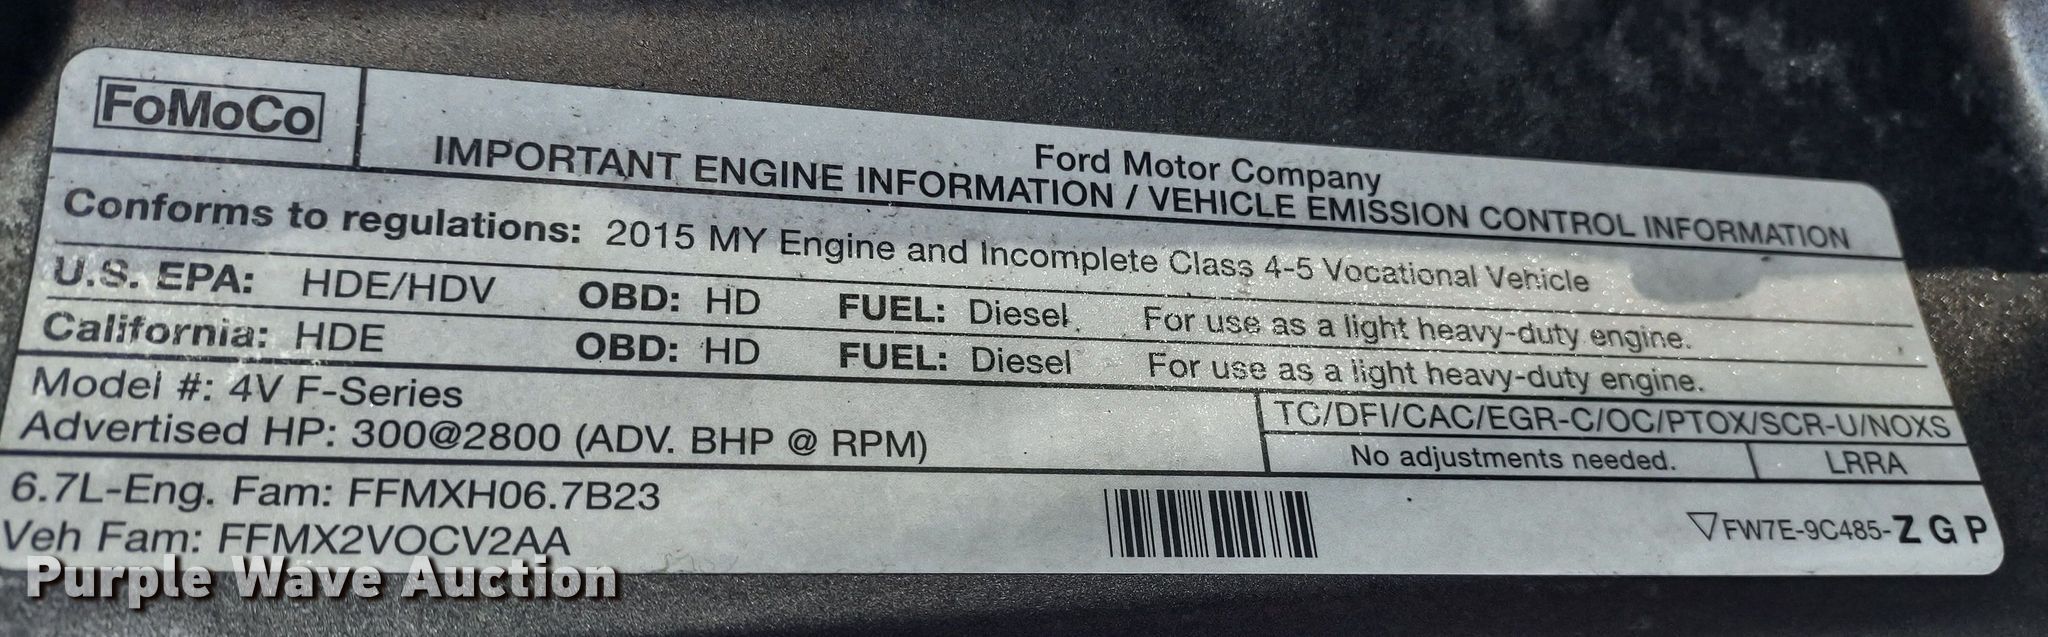 FoMoCo
Ford Motor Company
IMPORTANT ENGINE INFORMATION / VEHICLE EMISSION CONTROL INFORMATION
Conforms to regulations: 2015 MY Engine and Incomplete Class 4-5 Vocational Vehicle
U.S. EPA: HDE/HDV OBD: HD FUEL: Diesel. For use as a light heavy-duty engine.
California: HDE OBD: HD FUEL: Diesel For use as a light heavy-duty engine.
Model #: 4V F-Series
Advertised HP: 300@2800 (ADV. BHP @ RPM)
TC/DFI/CAC/EGR-C/OC/PTOX/SCR-U/NOXS
No adjustments needed. LRRA
6.7L-Eng. Fam: FFMXH06.7B23
Veh Fam: FFMX2VOCV2AA
FW7E-9C485-ZGP
Purple Wave Auction